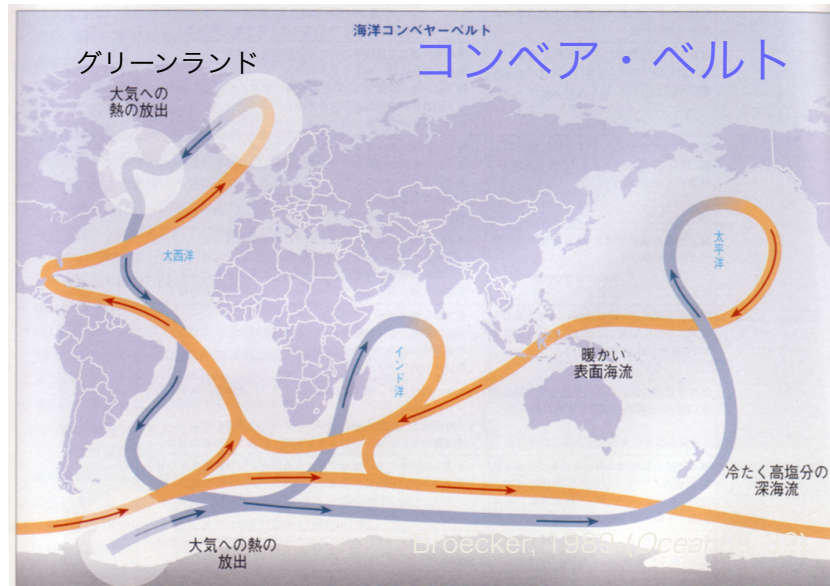 海洋コンベヤーベルト
コンベア・ベルト
グリーンランド
大気への
熱の放出
大西洋
太平洋
インド洋
暖かい
表面海流
冷たく高塩分の
深海流
大気への熱の
放出
Broecker, 1989 (Ocean